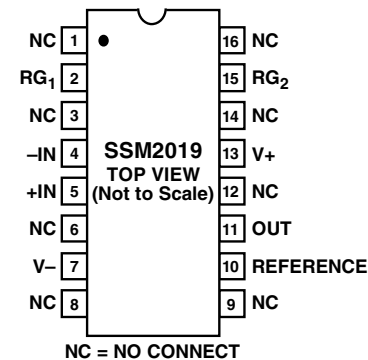 NC 1 16 NC
RG1 2 15 RG2
NC 3 14 NC
–IN 4 SSM2019 13 V+
TOP VIEW
+IN 5 (Not to Scale) 12 NC
NC 6 11 OUT
V– 7 10 REFERENCE
NC 8 9 NC
NC = NO CONNECT